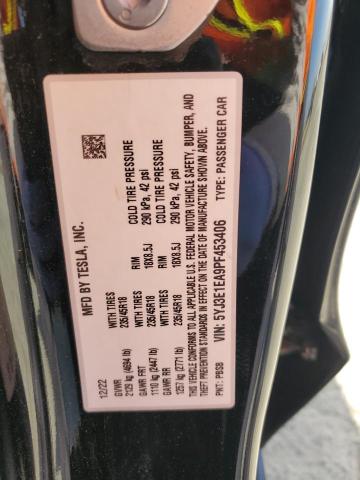 MFD BY TESLA, INC.
12/22
GVWR
2129 kg (4694 lb)
GAWR FRT WITH TIRES RIM COLD TIRE PRESSURE
1110 kg (2447 lb) 235/45R18 18X8.5J 290 kPa, 42 psi
GAWR RR WITH TIRES RIM COLD TIRE PRESSURE
1257 kg (2771 lb) 235/45R18 18X8.5J 290 kPa, 42 psi
THIS VEHICLE CONFORMS TO ALL APPLICABLE U.S. FEDERAL MOTOR VEHICLE SAFETY, BUMPER, AND
THEFT PREVENTION STANDARDS IN EFFECT ON THE DATE OF MANUFACTURE SHOWN ABOVE.
VIN: 5YJ3E1EA9PF453406
PNT: PBSB TYPE: PASSENGER CAR